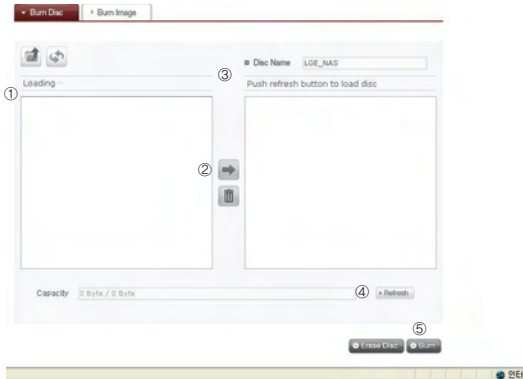 Burn Disc
Burn Image
Disc Name LGE_NAS
③
Loading...
Push refresh button to load disc
①
②
Capacity 0 Byte / 0 Byte
④
Refresh
⑤
Erase Disc
Burn
인터